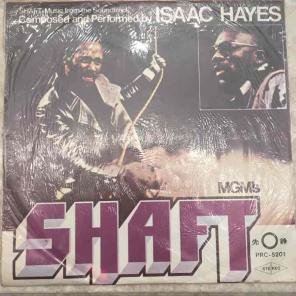 SHAFT Music from the Soundtrack
Composed and Performed by ISAAC HAYES
MGM's
SHAFT
PRC-5201
STEREO